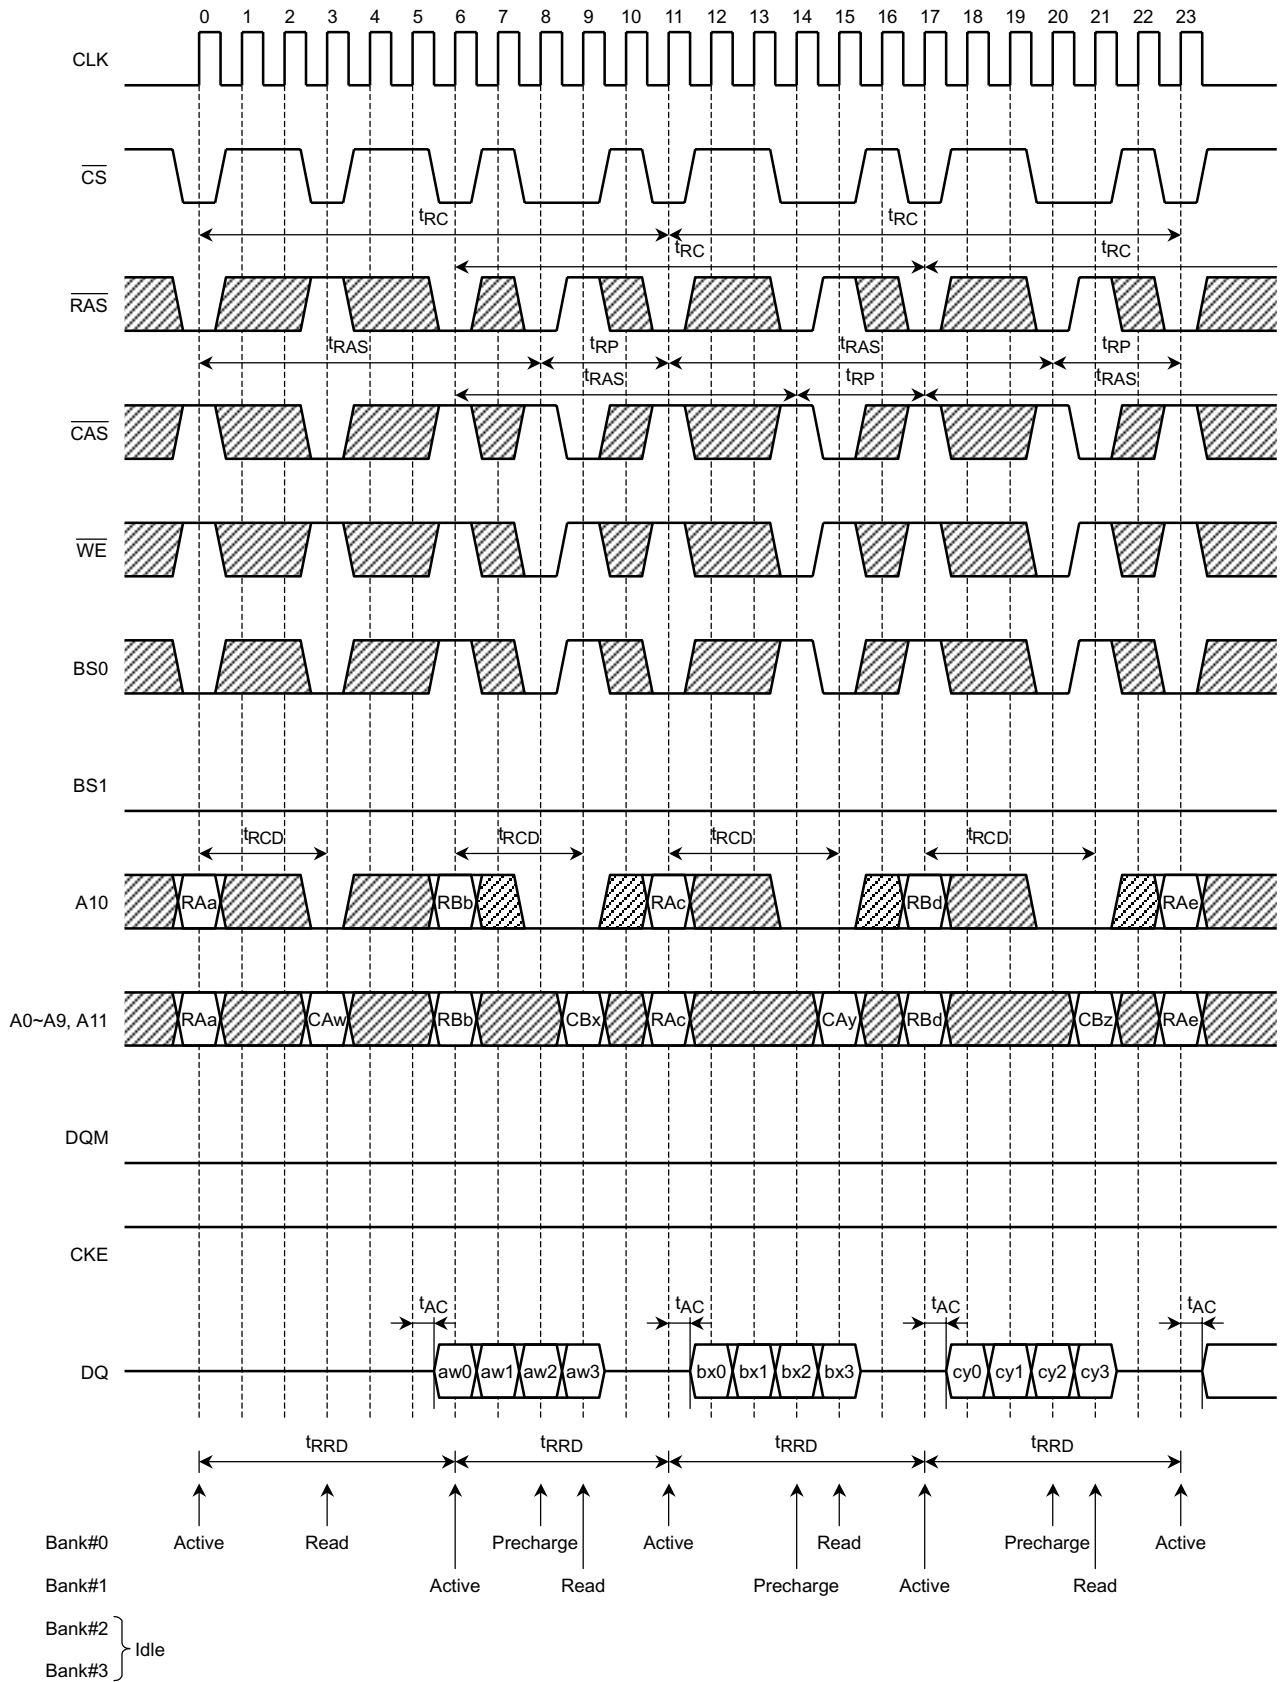 0 1 2 3 4 5 6 7 8 9 10 11 12 13 14 15 16 17 18 19 20 21 22 23
CLK
CS
tRC tRC
tRC tRC
RAS
tRAS tRP tRAS tRP
tRAS tRP tRAS
CAS
WE
BS0
BS1
tRCD tRCD tRCD tRCD
A10 RAa RBb RAc RBd RAe
A0~A9, A11 RAa CAw RBb CBx RAc CAy RBd CBz RAe
DQM
CKE
tAC tAC tAC tAC
DQ aw0 aw1 aw2 aw3 bx0 bx1 bx2 bx3 cy0 cy1 cy2 cy3
tRRD tRRD tRRD tRRD
Bank#0 Active Read Precharge Active Read Precharge Active
Bank#1 Active Read Precharge Active Read
Bank#2
Idle
Bank#3